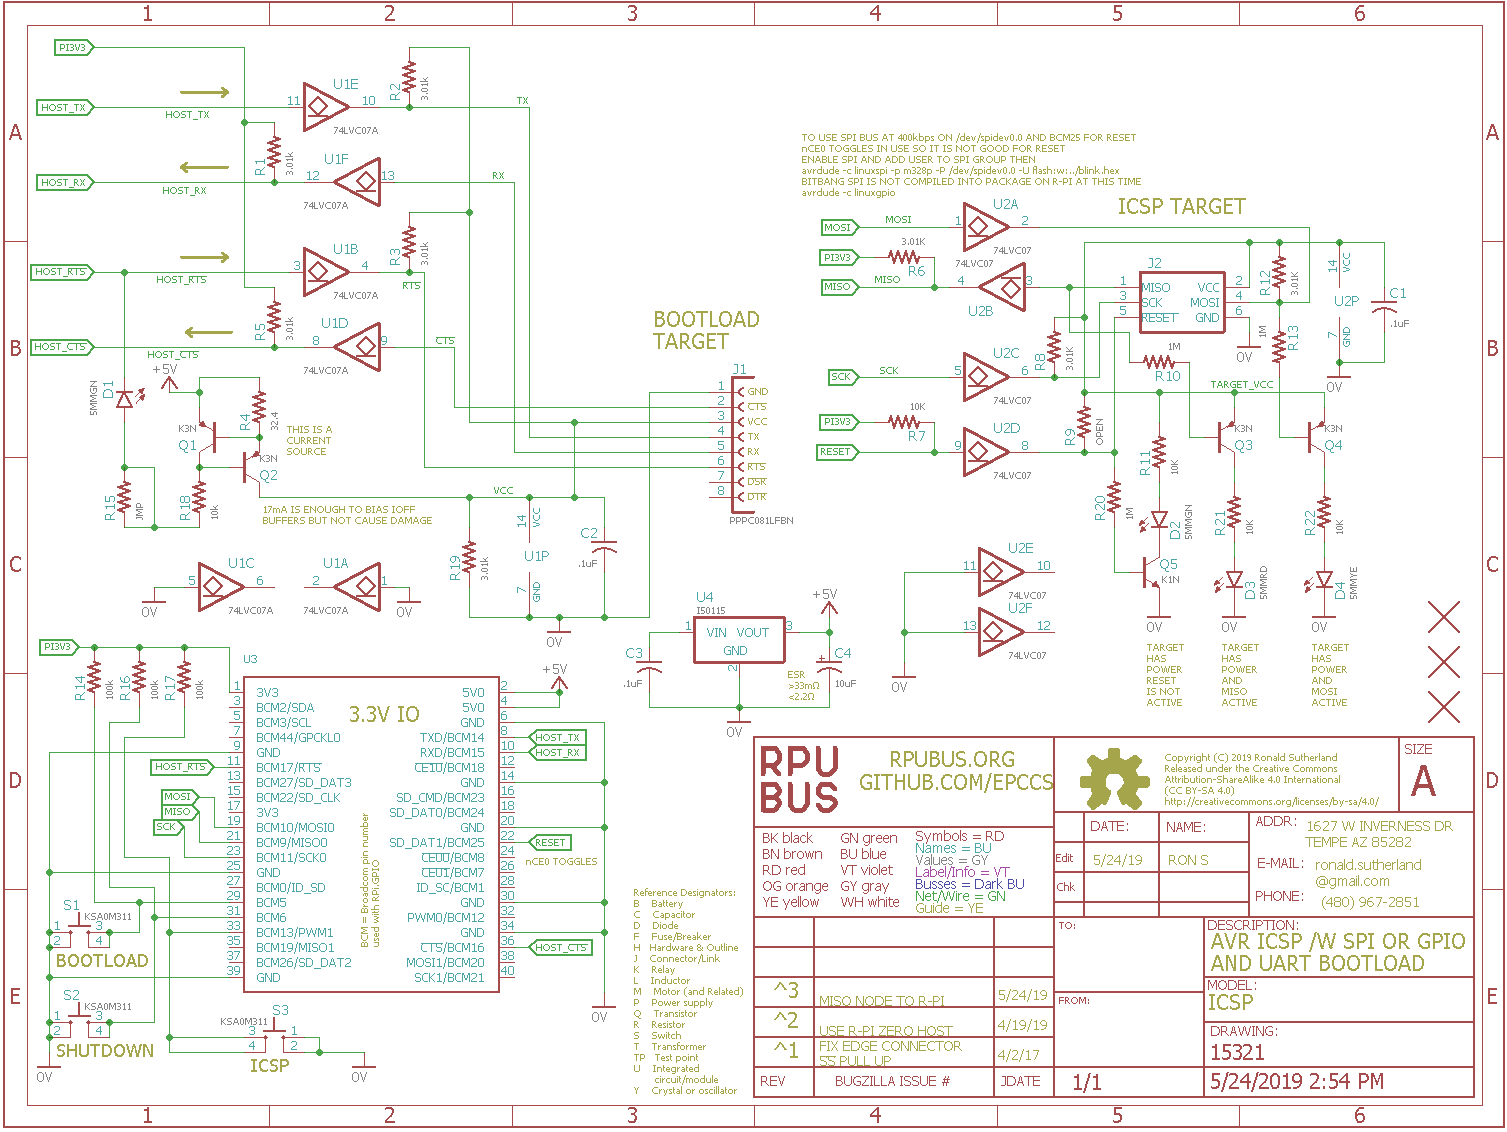 1 2 3 4 5 6
A
B
C
D
E
PI3V3
HOST_TX
HOST_TX
11 U1E 10
74LVC07A
R2
3.01k
TX
R1
3.01k
HOST_RX
HOST_RX
12 U1F 13
74LVC07A
RX
HOST_RTS
HOST_RTS
3 U1B 4
74LVC07A
R3
3.01k
RTS
R5
3.01k
HOST_CTS
HOST_CTS
8 U1D 9
74LVC07A
CTS
+5V
D1
5MMGN
K3N
Q1
R4
32.4
K3N
Q2
THIS IS A
CURRENT
SOURCE
R15
JMP
R18
10k
17mA IS ENOUGH TO BIAS IOFF
BUFFERS BUT NOT CAUSE DAMAGE
VCC
R19
3.01k
14
VCC
U1P
7
GND
C2
.1uF
0V
5 U1C 6
74LVC07A
0V
2 U1A 1
74LVC07A
0V
BOOTLOAD
TARGET
J1
1 GND
2 CTS
3 VCC
4 TX
5 RX
6 RTS
7 DSR
8 DTR
PPPC081LFBN
TO USE SPI BUS AT 400kbps ON /dev/spidev0.0 AND BCM25 FOR RESET
nCE0 TOGGLES IN USE SO IT IS NOT GOOD FOR RESET
ENABLE SPI AND ADD USER TO SPI GROUP THEN
avrdude -c linuxspi -p m328p -P /dev/spidev0.0 -U flash:w:../blink.hex
BITBANG SPI IS NOT COMPILED INTO PACKAGE ON R-PI AT THIS TIME
avrdude -c linuxgpio
ICSP TARGET
MOSI
MOSI
1 U2A 2
74LVC07
PI3V3
3.01K
R6
MISO
MISO
4 3
74LVC07
U2B
SCK
SCK
5 U2C 6
74LVC07
R8
3.01K
PI3V3
10K
R7
RESET
9 U2D 8
74LVC07
R9
OPEN
J2
1 MISO VCC 2
3 SCK MOSI 4
5 RESET GND 6
0V
R12
3.01K
14
VCC
U2P
7
GND
C1
.1uF
0V
1M
R13
1M
R10
TARGET_VCC
K3N
Q3
K3N
Q4
R11
10K
R20
1M
R21
10K
R22
10K
D2
5MMGN
Q5
K1N
D3
5MMRD
D4
5MMYE
0V
0V
0V
TARGET
HAS
POWER
RESET
IS NOT
ACTIVE
TARGET
HAS
POWER
AND
MISO
ACTIVE
TARGET
HAS
POWER
AND
MOSI
ACTIVE
11 U2E 10
74LVC07
13 U2F 12
74LVC07
0V
U4
I50115
1 VIN VOUT 3
GND
2
+5V
C3
.1uF
C4
10uF
ESR
>33mΩ
<2.2Ω
0V
PI3V3
R14
100k
R16
100k
R17
100k
U3
3.3V IO
+5V
1 3V3 5V0 2
3 BCM2/SDA 5V0 4
5 BCM3/SCL GND 6
7 BCM44/GPCKL0 TXD/BCM14 8 HOST_TX
9 GND RXD/BCM15 10 HOST_RX
HOST_RTS 11 BCM17/RTS CE10/BCM18 12
13 BCM27/SD_DAT3 GND 14
MOSI 15 BCM22/SD_CLK SD_CMD/BCM23 16
MISO 17 3V3 SD_DAT0/BCM24 18
SCK 19 BCM10/MOSI0 GND 20
21 BCM9/MISO0 SD_DAT1/BCM25 22 RESET
23 BCM11/SCK0 CE00/BCM8 24 nCE0 TOGGLES
25 GND CE01/BCM7 26
27 BCM0/ID_SD ID_SC/BCM1 28
29 BCM5 GND 30
31 BCM6 PWM0/BCM12 32
33 BCM13/PWM1 GND 34
35 BCM19/MISO1 CTS/BCM16 36 HOST_CTS
37 BCM26/SD_DAT2 MOSI1/BCM20 38
39 GND SCK1/BCM21 40
BCM = Broadcom pin number
used with RPi.GPIO
S1
KSA0M311
1 3
2 4
BOOTLOAD
S2
KSA0M311
1 3
2 4
SHUTDOWN
S3
KSA0M311
3 1
4 2
ICSP
0V
0V
0V
Reference Designators:
B Battery
C Capacitor
D Diode
F Fuse/Breaker
H Hardware & Outline
J Connector/Link
K Relay
L Inductor
M Motor (and Related)
P Power supply
Q Transistor
R Resistor
S Switch
T Transformer
TP Test point
U Integrated
circuit/module
Y Crystal or oscillator
RPU
BUS
RPUBUS.ORG
GITHUB.COM/EPCCS
Copyright (C) 2019 Ronald Sutherland
Released under the Creative Commons
Attribution-ShareAlike 4.0 International
(CC BY-SA 4.0)
http://creativecommons.org/licenses/by-sa/4.0/
SIZE
A
BK black GN green
BN brown BU blue
RD red VT violet
OG orange GY gray
YE yellow WH white
Symbols = RD
Names = BU
Values = GY
Label/Info = VT
Busses = Dark BU
Net/Wire = GN
Guide = YE
DATE: NAME:
Edit 5/24/19 RON S
Chk
ADDR: 1627 W INVERNESS DR
TEMPE AZ 85282
E-MAIL: ronald.sutherland
@gmail.com
PHONE: (480) 967-2851
TO:
FROM:
DESCRIPTION:
AVR ICSP /W SPI OR GPIO
AND UART BOOTLOAD
MODEL:
ICSP
DRAWING:
15321
^3 MISO NODE TO R-PI 5/24/19
^2 USE R-PI ZERO HOST 4/19/19
^1 FIX EDGE CONNECTOR
SS PULL UP 4/2/17
REV BUGZILLA ISSUE # JDATE
1/1
5/24/2019 2:54 PM
A
B
C
D
E
1 2 3 4 5 6